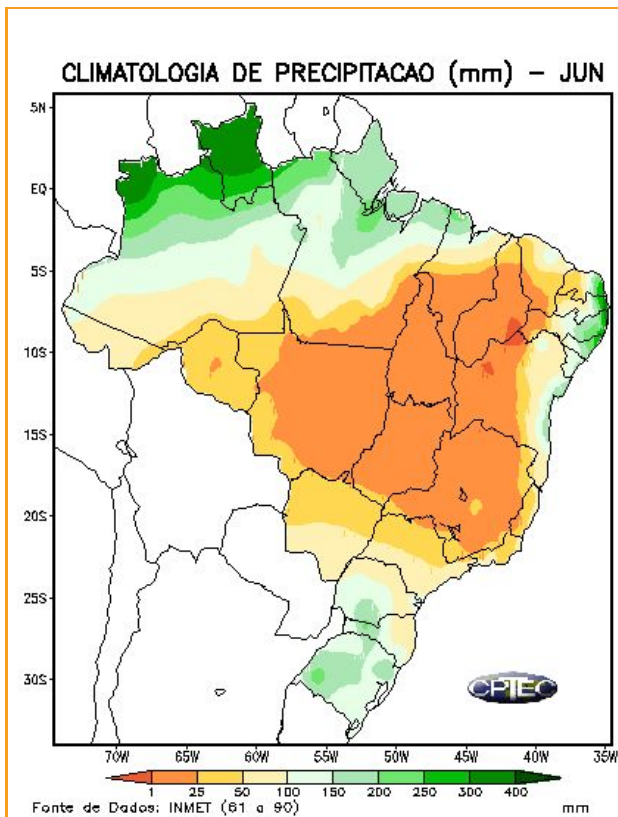 CLIMATOLOGIA DE PRECIPITACAO (mm) – JUN
5N
EQ
5S
10S
15S
20S
25S
30S
70W 65W 60W 55W 50W 45W 40W 35W
CPTEC
1 25 50 100 150 200 250 300 400
Fonte de Dados: INMET (61 a 90) mm